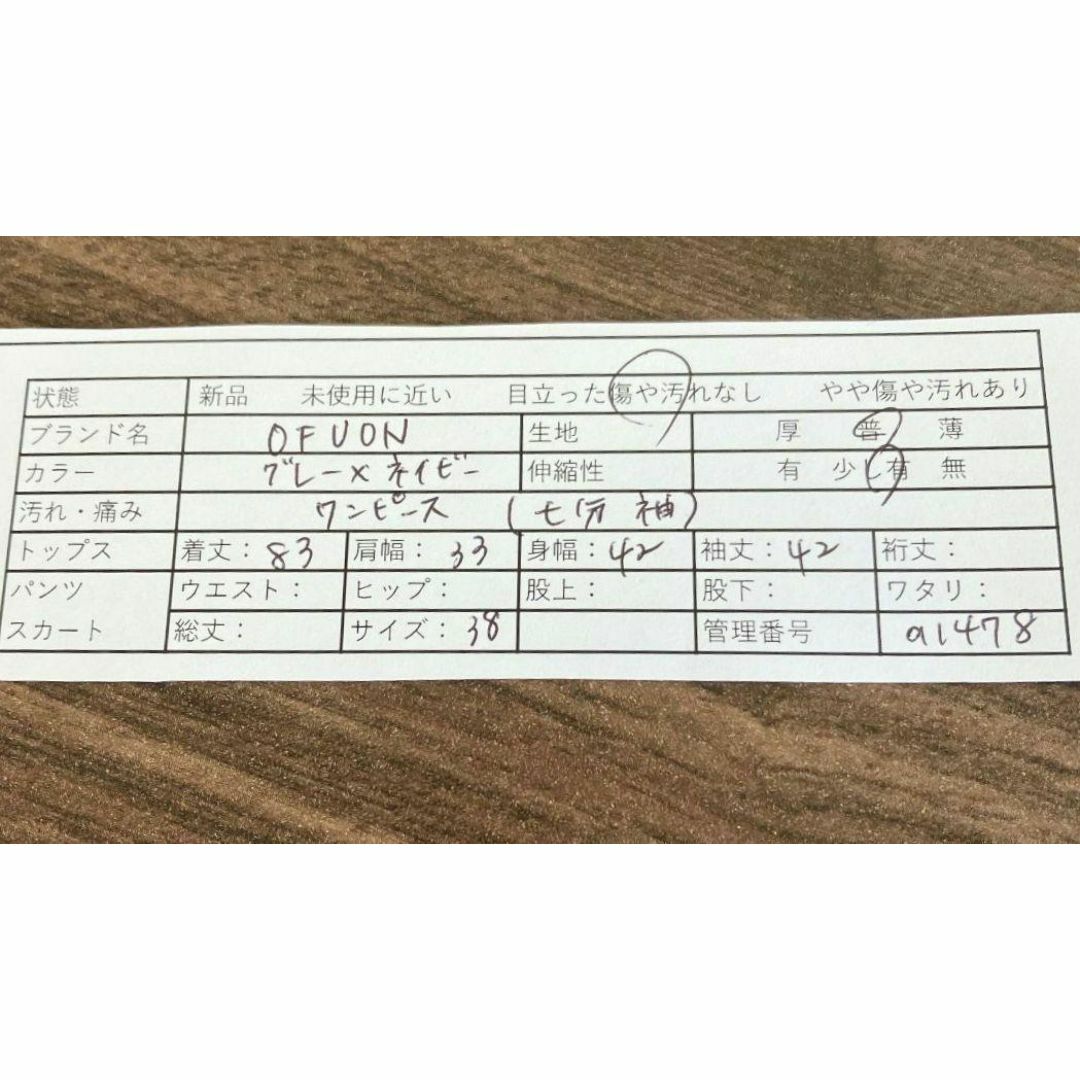 状態 新品 未使用に近い 目立った傷や汚れなし やや傷や汚れあり
ブランド名 OFUON 生地 厚 普 薄
カラー グレー×ネイビー 伸縮性 有 少し有 無
汚れ・痛み ワンピース (七分袖)
トップス 着丈：83 肩幅：33 身幅：42 袖丈：42 裄丈：
パンツ ウエスト： ヒップ： 股上： 股下： ワタリ：
スカート 総丈： サイズ：38 管理番号 a1478